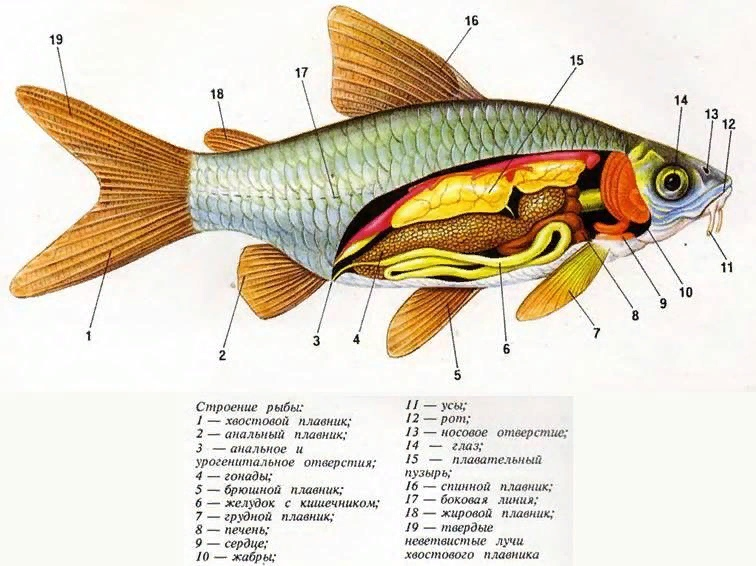 19
16
18
17
15
14
13
12
1
2
3
4
5
6
7
8
9
10
11
Строение рыбы:
1 — хвостовой плавник;
2 — анальный плавник;
3 — анальное и
урогенитальное отверстия;
4 — гонады;
5 — брюшной плавник;
6 — желудок с кишечником;
7 — грудной плавник;
8 — печень;
9 — сердце;
10 — жабры;
11 — усы;
12 — рот;
13 — носовое отверстие;
14 — глаз;
15 — плавательный
пузырь;
16 — спинной плавник;
17 — боковая линия;
18 — жировой плавник;
19 — твердые
неветвистые лучи
хвостового плавника